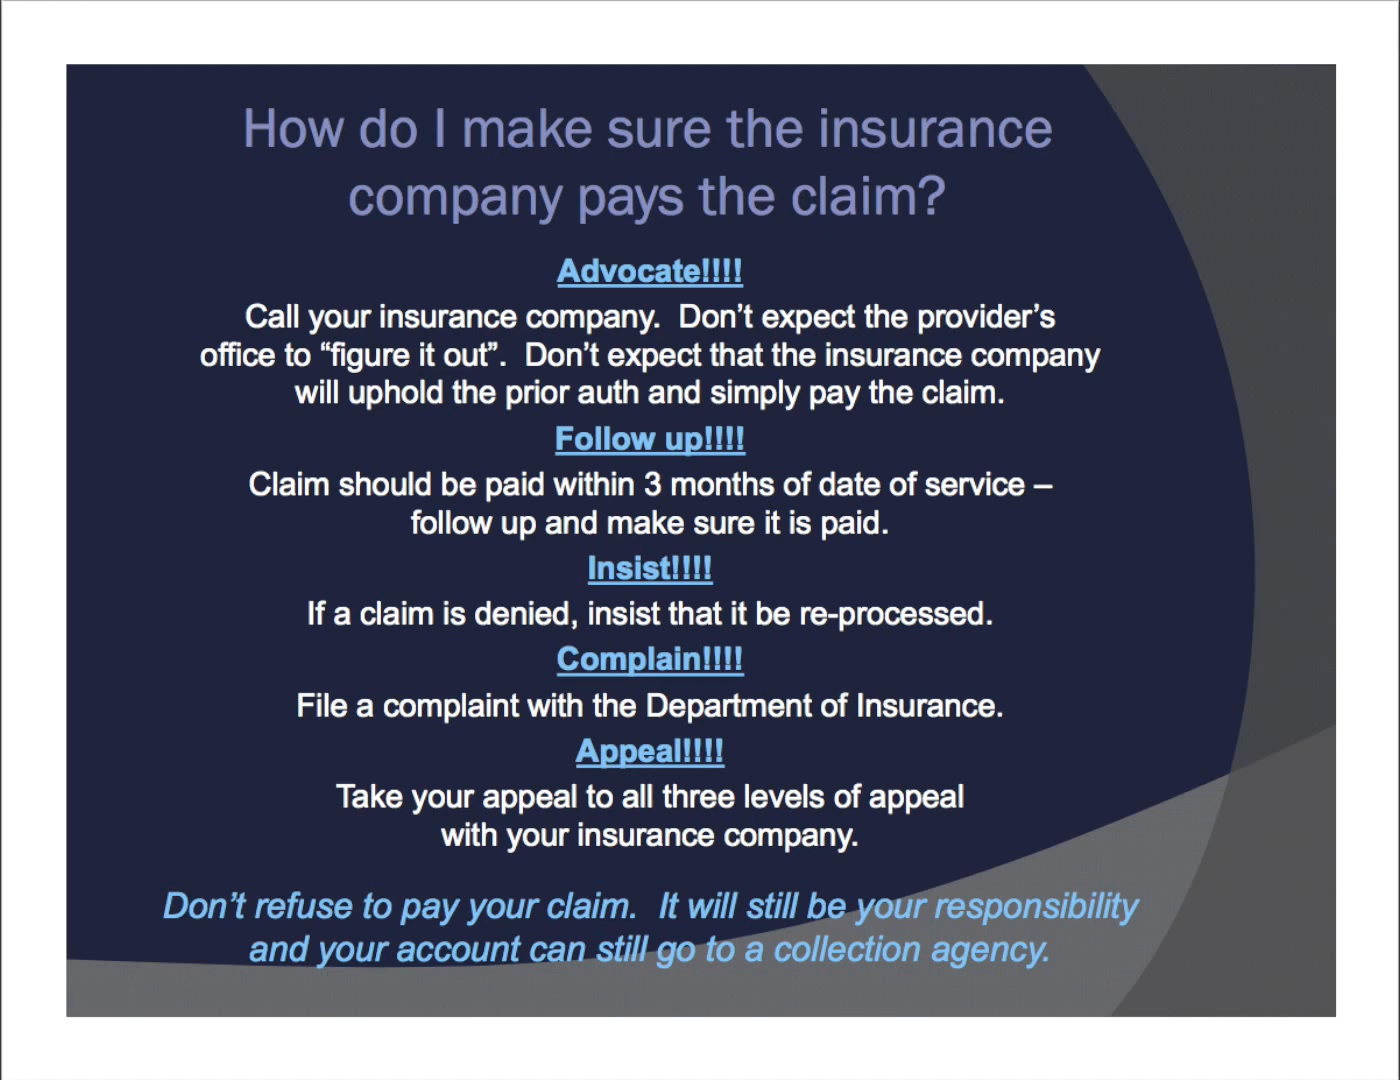 How do I make sure the insurance
company pays the claim?
Advocate!!!!
Call your insurance company.  Don’t expect the provider’s
office to “figure it out”.  Don’t expect that the insurance company
will uphold the prior auth and simply pay the claim.
Follow up!!!!
Claim should be paid within 3 months of date of service –
follow up and make sure it is paid.
Insist!!!!
If a claim is denied, insist that it be re-processed.
Complain!!!!
File a complaint with the Department of Insurance.
Appeal!!!!
Take your appeal to all three levels of appeal
with your insurance company.
Don’t refuse to pay your claim.  It will still be your responsibility
and your account can still go to a collection agency.